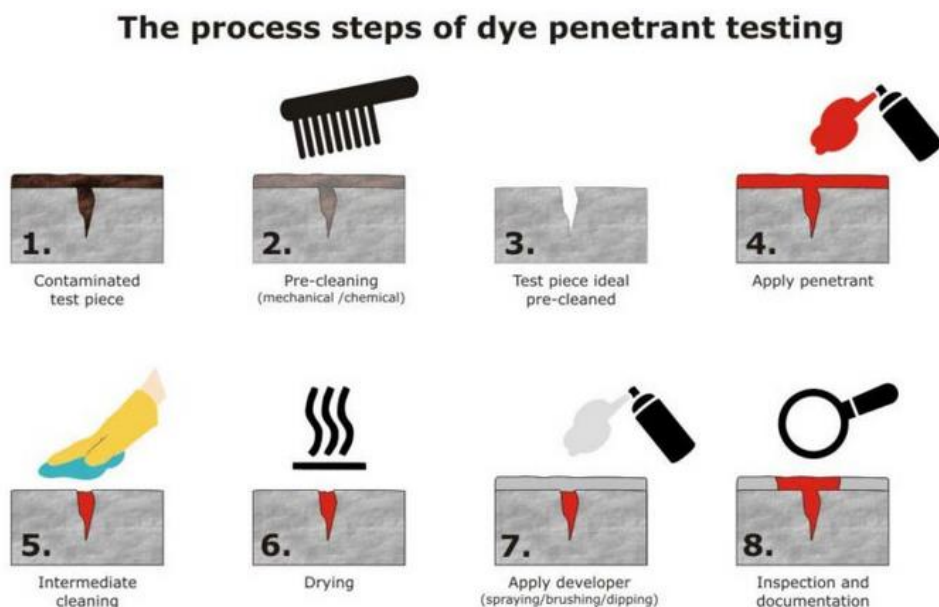 The process steps of dye penetrant testing
1.
Contaminated
test piece
2.
Pre-cleaning
(mechanical /chemical)
3.
Test piece ideal
pre-cleaned
4.
Apply penetrant
5.
Intermediate
cleaning
6.
Drying
7.
Apply developer
(spraying/brushing/dipping)
8.
Inspection and
documentation